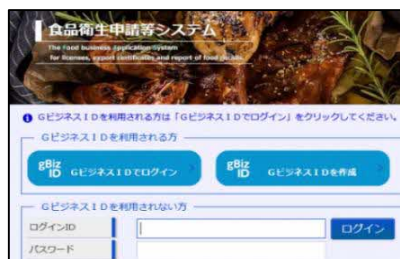 食品衛生申請等システム
The Food business Application system
for licenses, export certificates and report of food recalls.
GビジネスIDを利用される方は「GビジネスIDでログイン」をクリックしてください。
GビジネスIDを利用される方
gBiz ID GビジネスIDでログイン
gBiz ID GビジネスIDを作成
GビジネスIDを利用されない方
ログインID
ログイン
パスワード